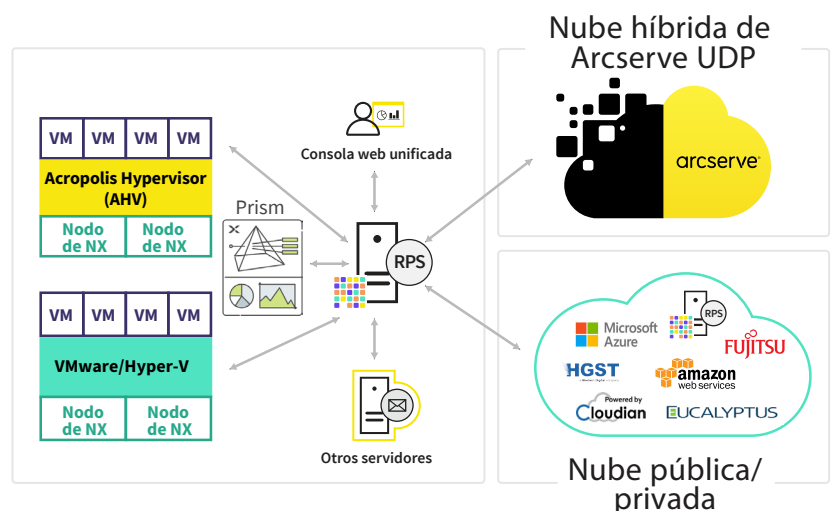 VM VM VM VM
Acropolis Hypervisor
(AHV)
Nodo
de NX
Nodo
de NX
VM VM VM VM
VMware/Hyper-V
Nodo
de NX
Nodo
de NX
Prism
Consola web unificada
RPS
Otros servidores
Nube híbrida de
Arcserve UDP
arcserve
RPS
Microsoft
Azure
FUJITSU
HGST
amazon
web services
Powered by
Cloudian
EUCALYPTUS
Nube pública/
privada